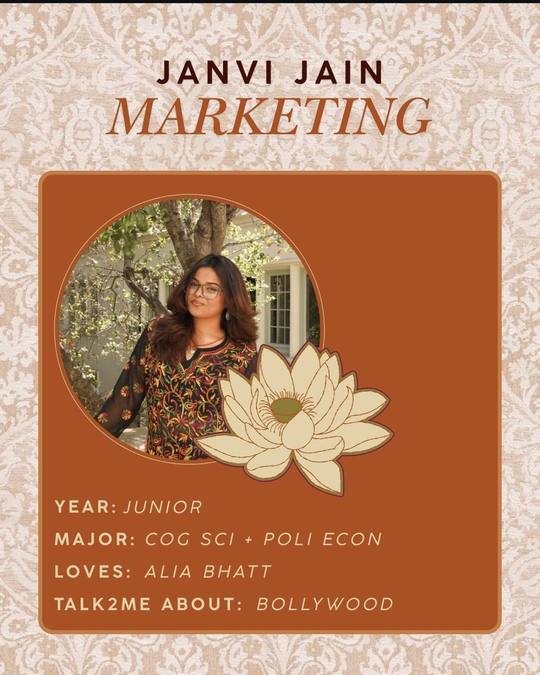 JANVI JAIN
MARKETING
YEAR: JUNIOR
MAJOR: COG SCI + POLI ECON
LOVES: ALIA BHATT
TALK2ME ABOUT: BOLLYWOOD